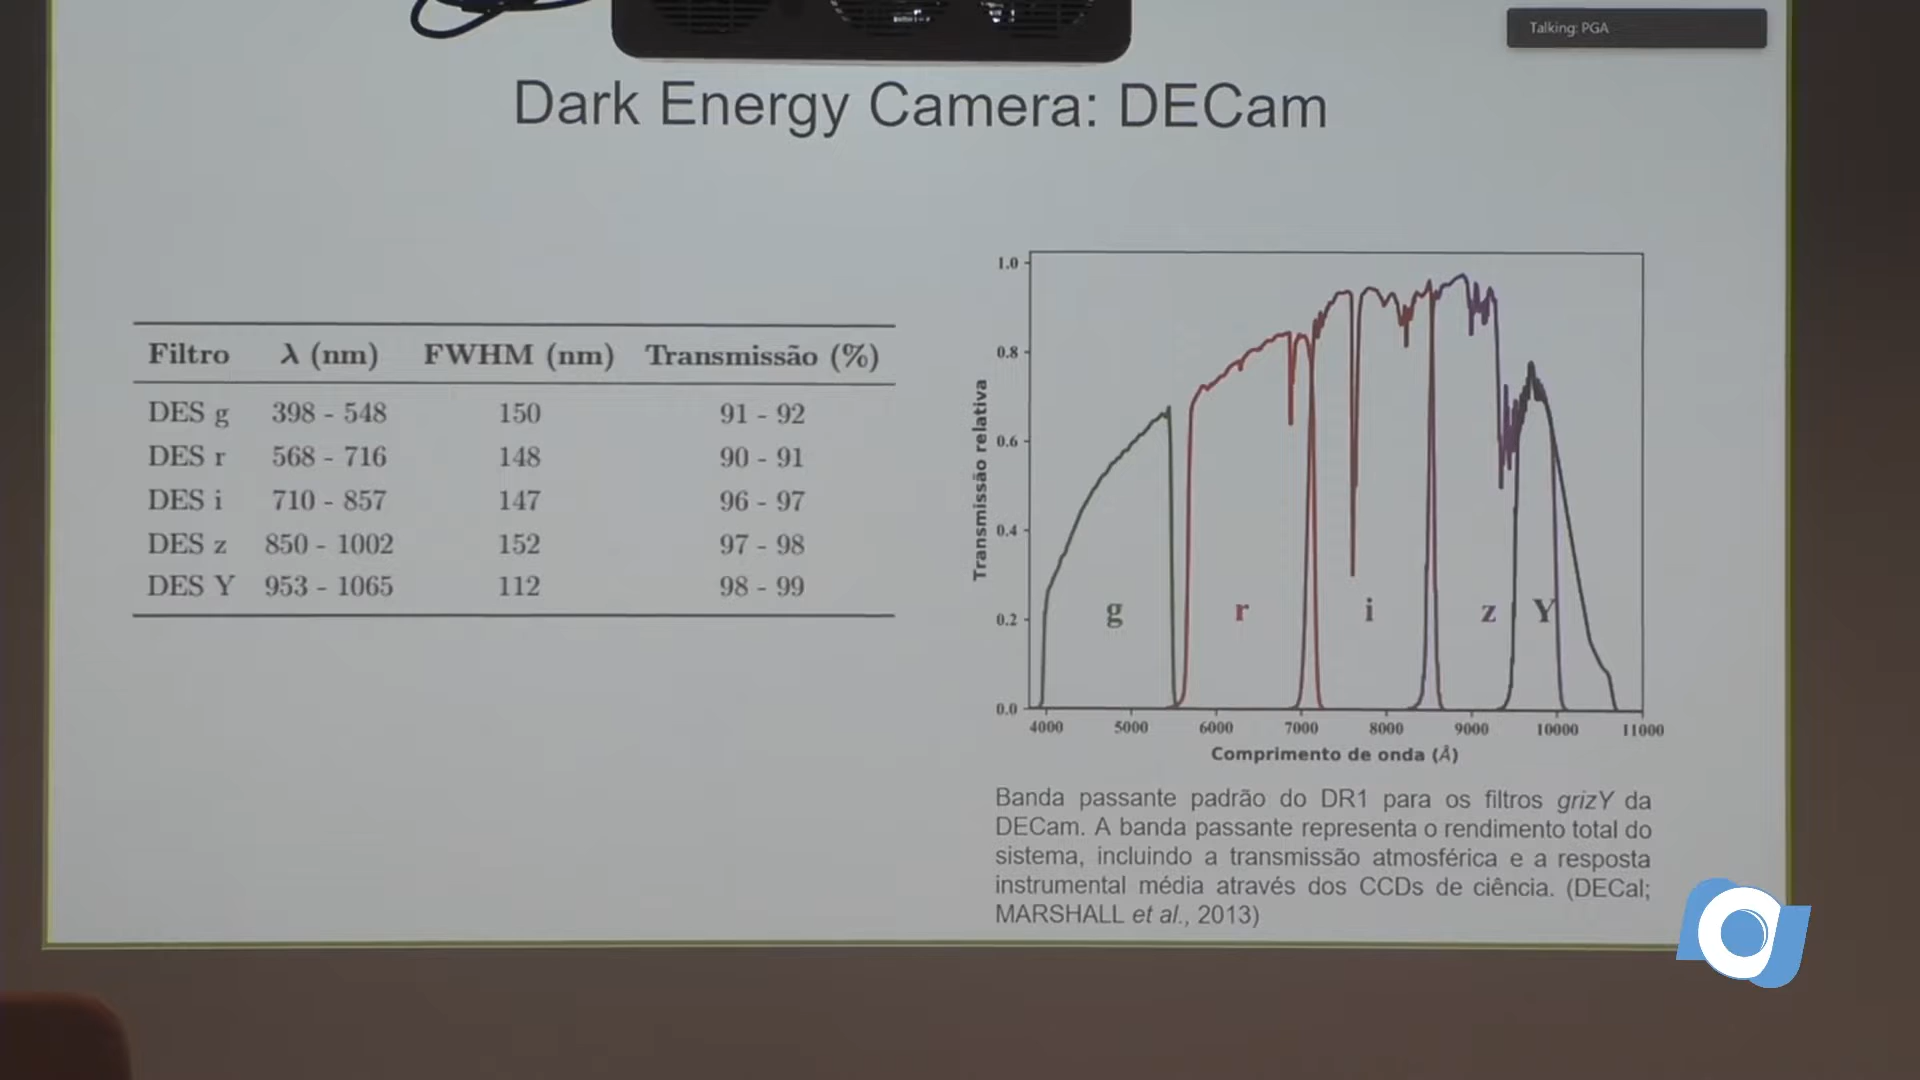 Talking: PGA
Dark Energy Camera: DECam
Filtro λ (nm) FWHM (nm) Transmissão (%)
DES g 398 - 548 150 91 - 92
DES r 568 - 716 148 90 - 91
DES i 710 - 857 147 96 - 97
DES z 850 - 1002 152 97 - 98
DES Y 953 - 1065 112 98 - 99
Transmissão relativa
1.0
0.8
0.6
0.4
0.2
0.0
g r i z Y
4000 5000 6000 7000 8000 9000 10000 11000
Comprimento de onda (Å)
Banda passante padrão do DR1 para os filtros grizY da
DECam. A banda passante representa o rendimento total do
sistema, incluindo a transmissão atmosférica e a resposta
instrumental média através dos CCDs de ciência. (DECal;
MARSHALL et al., 2013)